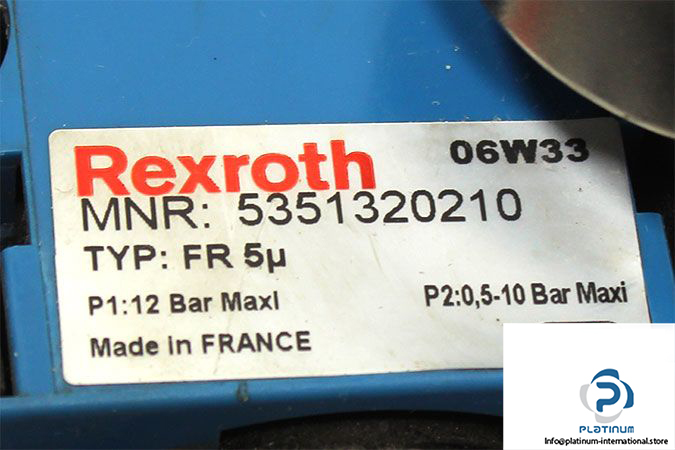 Rexroth 06W33
MNR: 5351320210
TYP: FR 5µ
P1:12 Bar Maxi P2:0,5-10 Bar Maxi
Made in FRANCE
PLATINUM
Info@platinum-international.store